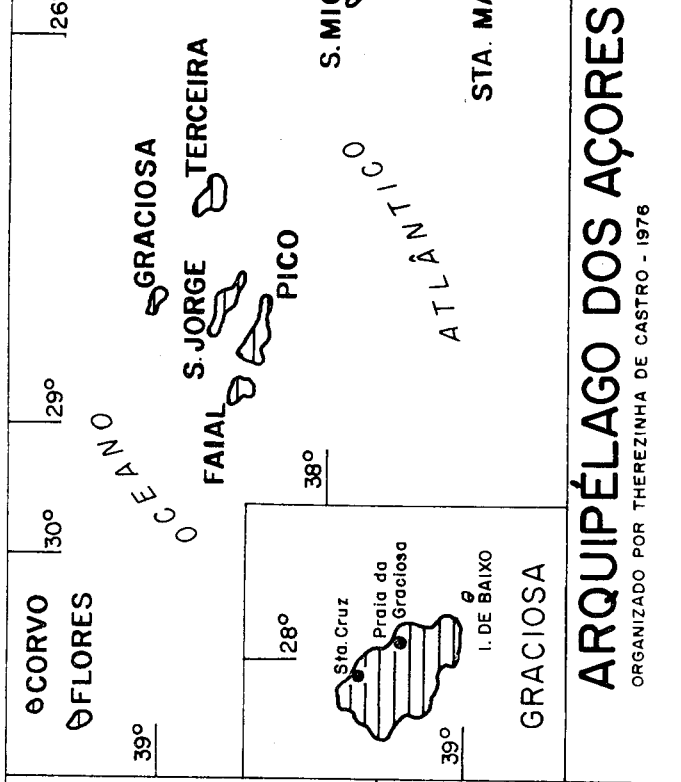 30°
29°
26
CORVO
FLORES
OCEANO
GRACIOSA
TERCEIRA
S. JORGE
FAIAL
PICO
39°
38°
S. MI
STA. M
ATLÂNTICO
28°
Sta. Cruz
Praia da
Graciosa
I. DE BAIXO
39°
GRACIOSA
ARQUIPÉLAGO DOS AÇORES
ORGANIZADO POR THEREZINHA DE CASTRO - 1976